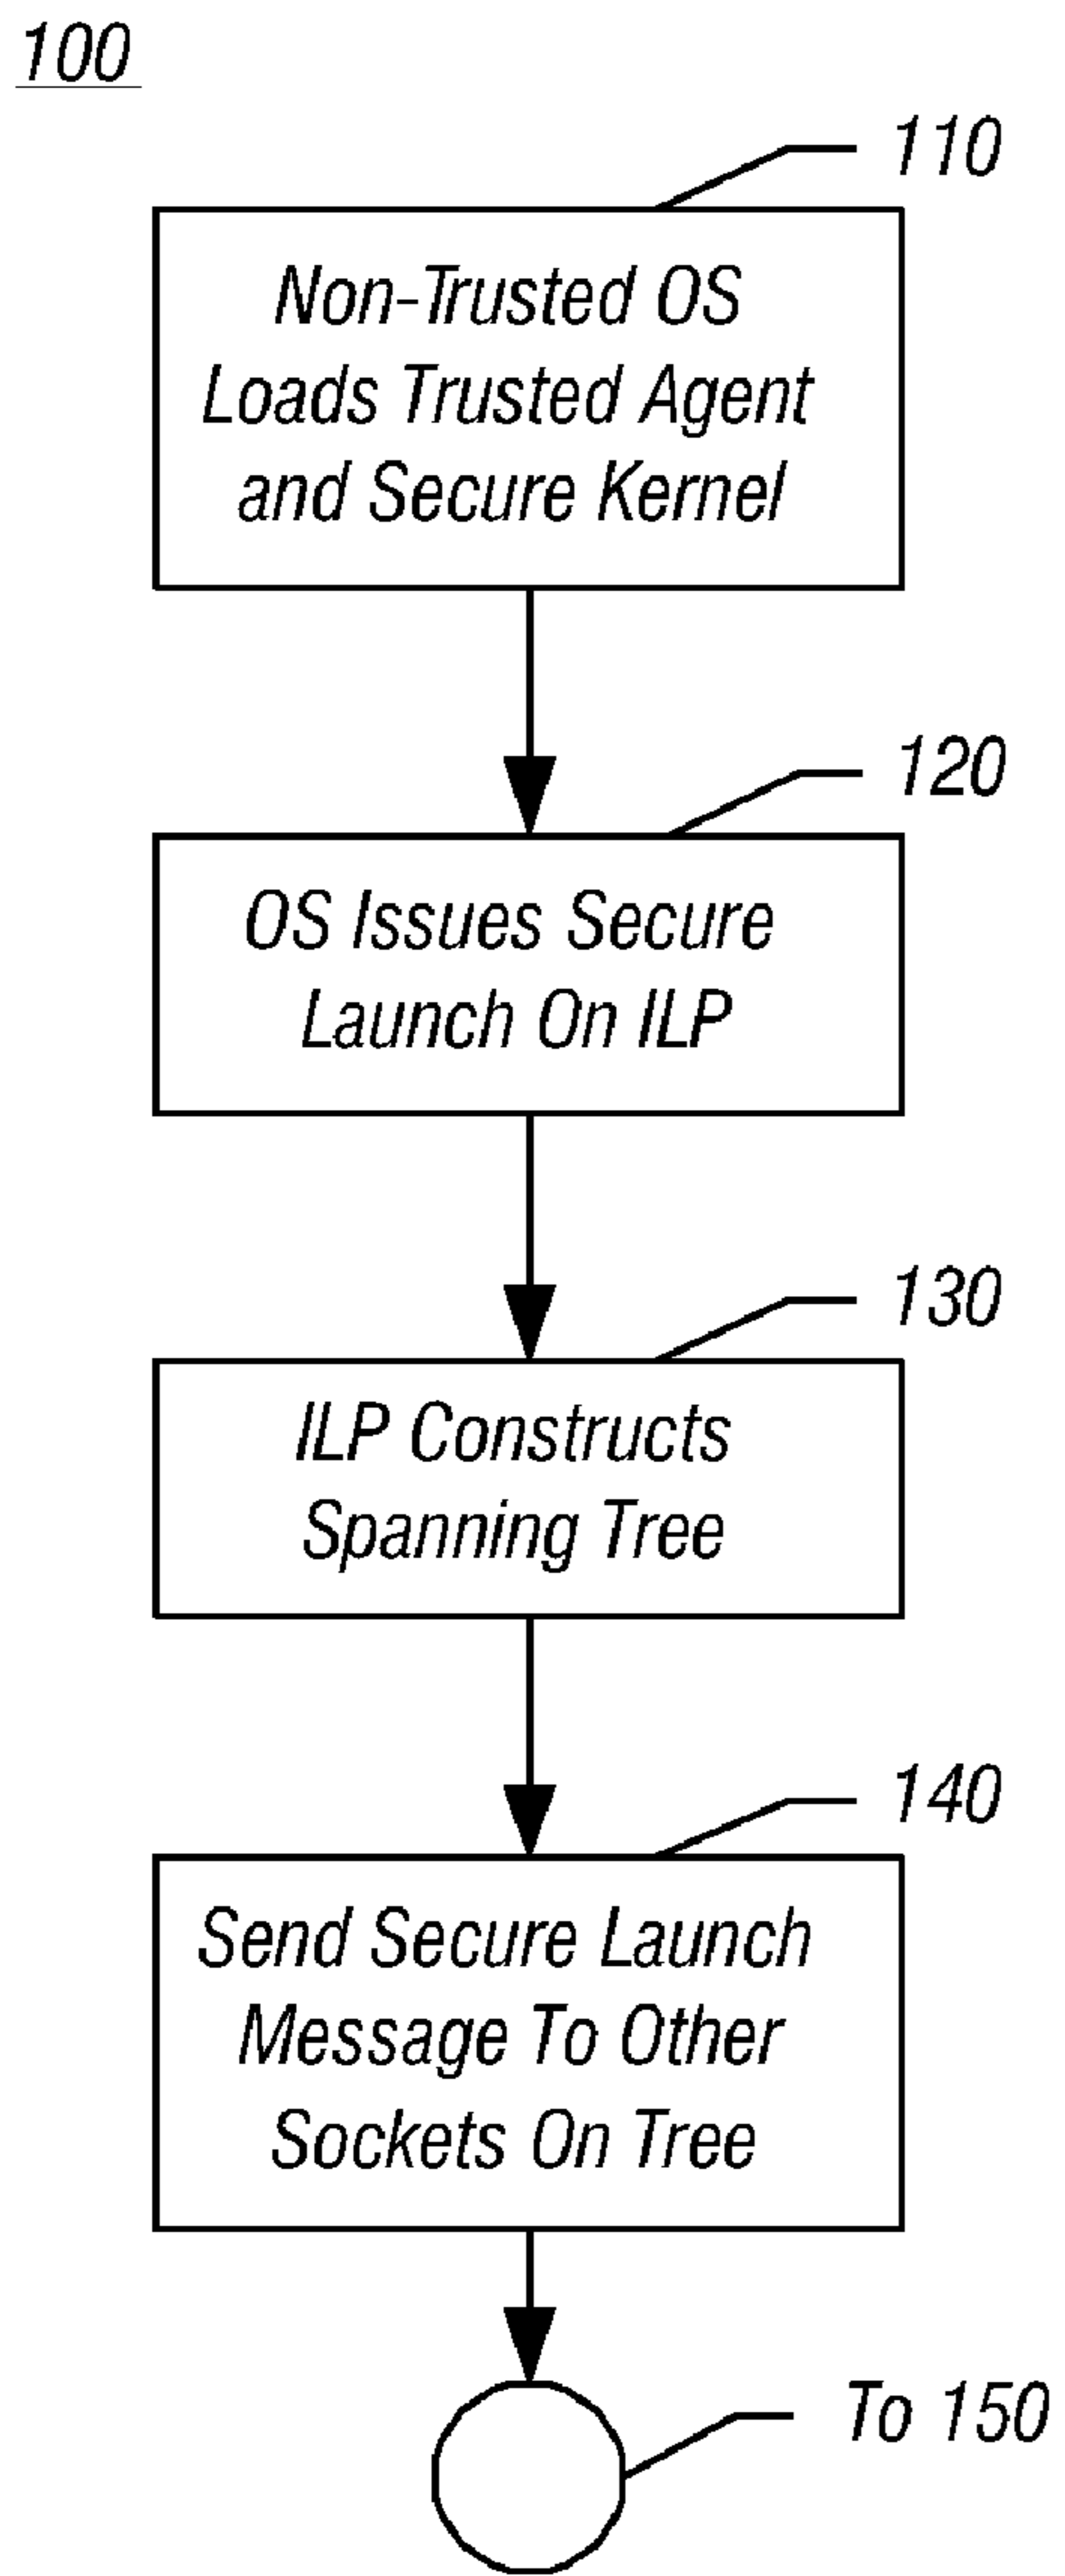 100
110
Non-Trusted OS
Loads Trusted Agent
and Secure Kernel
120
OS Issues Secure
Launch On ILP
130
ILP Constructs
Spanning Tree
140
Send Secure Launch
Message To Other
Sockets On Tree
To 150